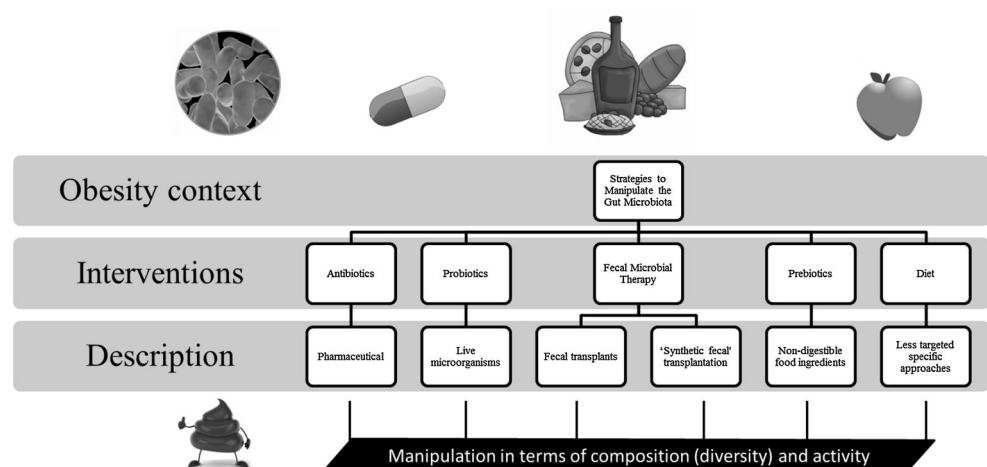 Obesity context
Strategies to
Manipulate the
Gut Microbiota
Interventions
Antibiotics
Probiotics
Fecal Microbial
Therapy
Prebiotics
Diet
Description
Pharmaceutical
Live
microorganisms
Fecal transplants
‘Synthetic fecal'
transplantation
Non-digestible
food ingredients
Less targeted
specific
approaches
Manipulation in terms of composition (diversity) and activity